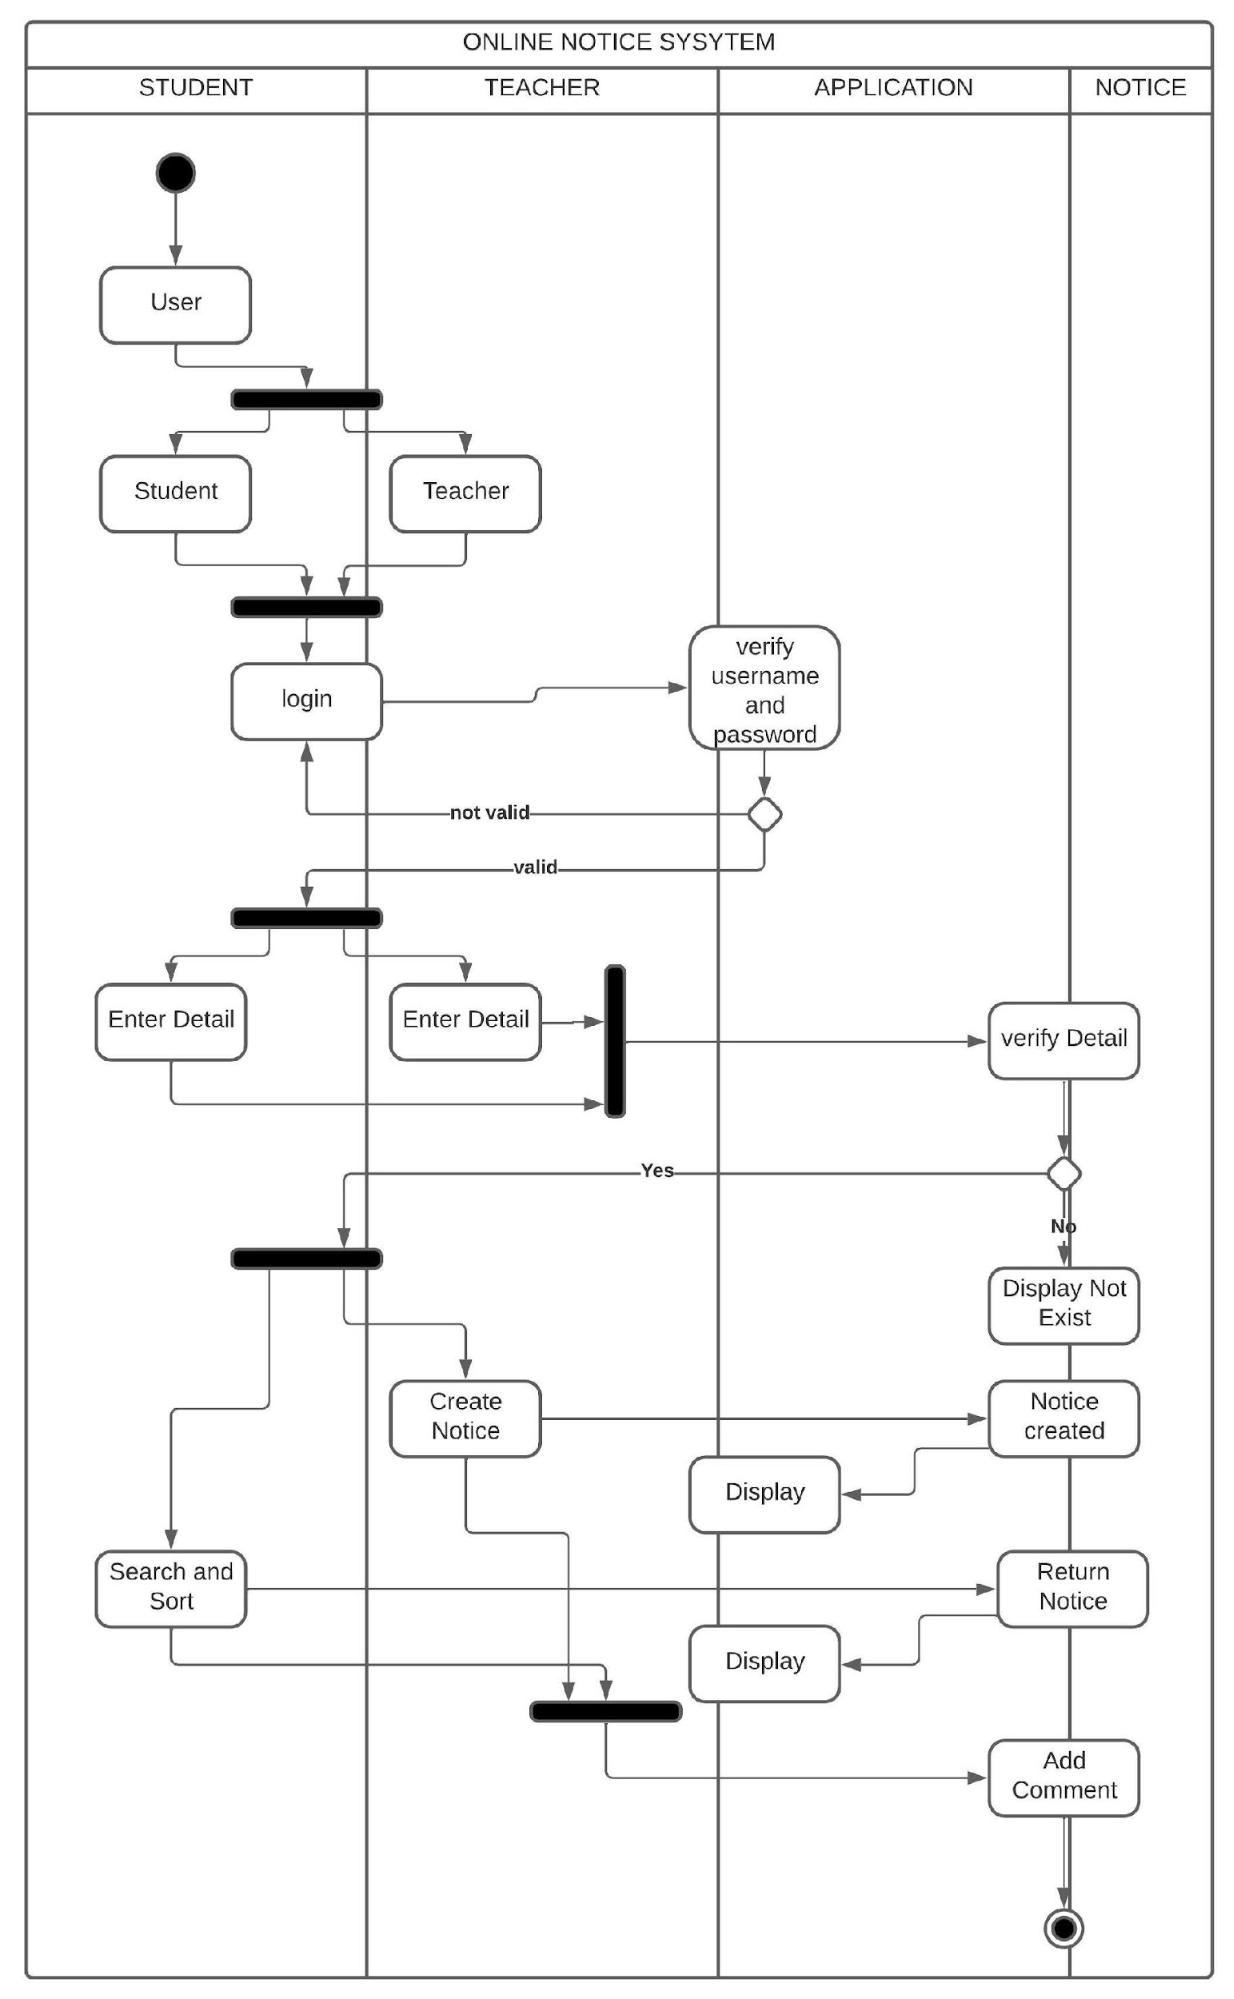 ONLINE NOTICE SYSYTEM
STUDENT
TEACHER
APPLICATION
NOTICE
User
Student
Teacher
login
verify
username
and
password
not valid
valid
Enter Detail
Enter Detail
verify Detail
Yes
No
Display Not
Exist
Create
Notice
Notice
created
Display
Search and
Sort
Return
Notice
Display
Add
Comment